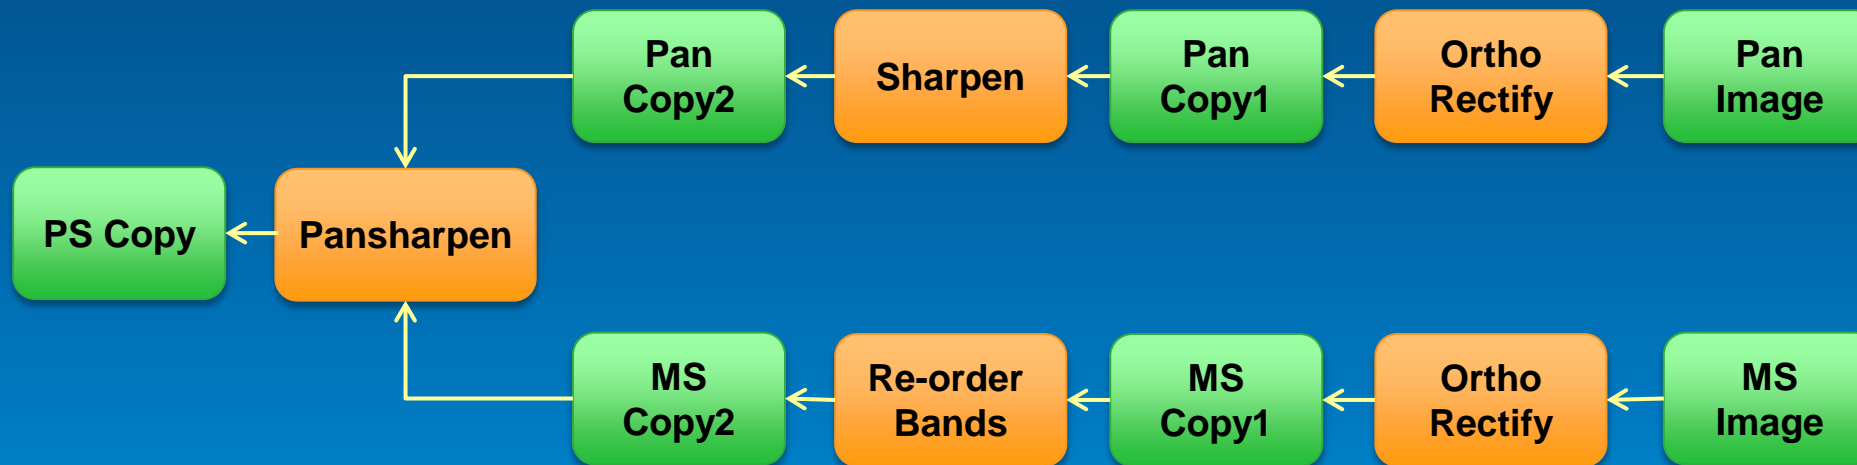 Pan
Copy2
Sharpen
Pan
Copy1
Ortho
Rectify
Pan
Image
PS Copy
Pansharpen
MS
Copy2
Re-order
Bands
MS
Copy1
Ortho
Rectify
MS
Image